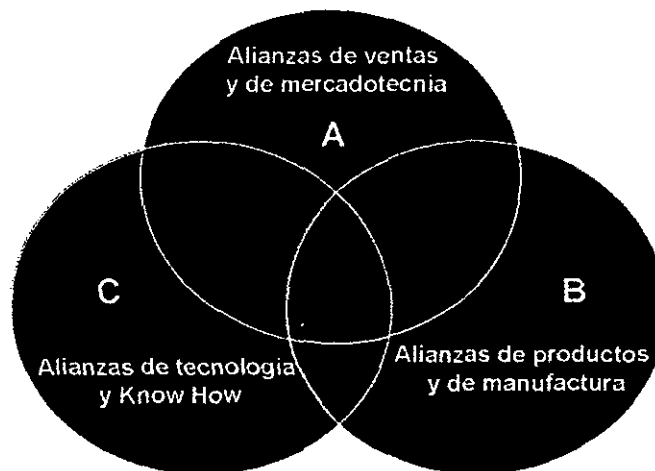 Alianzas de ventas
y de mercadotecnia
A
C
B
Alianzas de tecnologia
y Know How
Alianzas de productos
y de manufactura